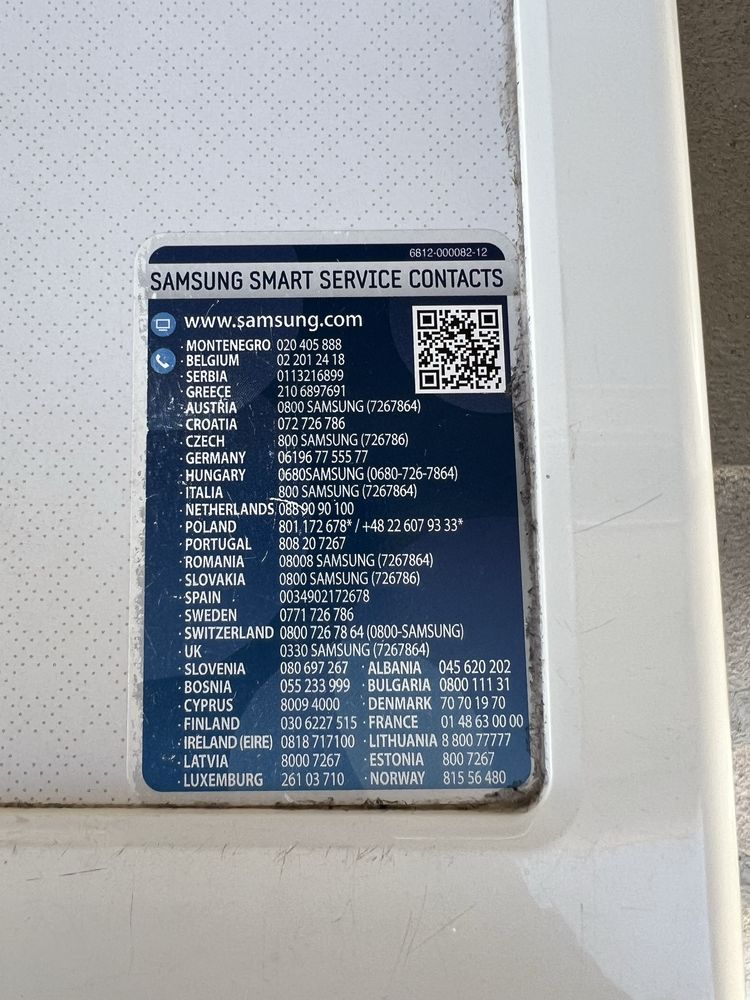 6812-000082-12
SAMSUNG SMART SERVICE CONTACTS
www.samsung.com
· MONTENEGRO 020 405 888
· BELGIUM 02 201 24 18
· SERBIA 0113216899
· GREECE 210 6897691
· AUSTRIA 0800 SAMSUNG (7267864)
· CROATIA 072 726 786
· CZECH 800 SAMSUNG (726786)
· GERMANY 06196 77 555 77
· HUNGARY 0680SAMSUNG (0680-726-7864)
· ITALIA 800 SAMSUNG (7267864)
· NETHERLANDS 088 90 90 100
· POLAND 801 172 678* / +48 22 607 93 33*
· PORTUGAL 808 20 7267
· ROMANIA 08008 SAMSUNG (7267864)
· SLOVAKIA 0800 SAMSUNG (726786)
· SPAIN 0034902172678
· SWEDEN 0771 726 786
· SWITZERLAND 0800 726 78 64 (0800-SAMSUNG)
· UK 0330 SAMSUNG (7267864)
· SLOVENIA 080 697 267 · ALBANIA 045 620 202
· BOSNIA 055 233 999 · BULGARIA 0800 111 31
· CYPRUS 8009 4000 · DENMARK 70 70 19 70
· FINLAND 030 6227 515 · FRANCE 01 48 63 00 00
· IRELAND (EIRE) 0818 717100 · LITHUANIA 8 800 77777
· LATVIA 8000 7267 · ESTONIA 800 7267
· LUXEMBURG 261 03 710 · NORWAY 815 56 480